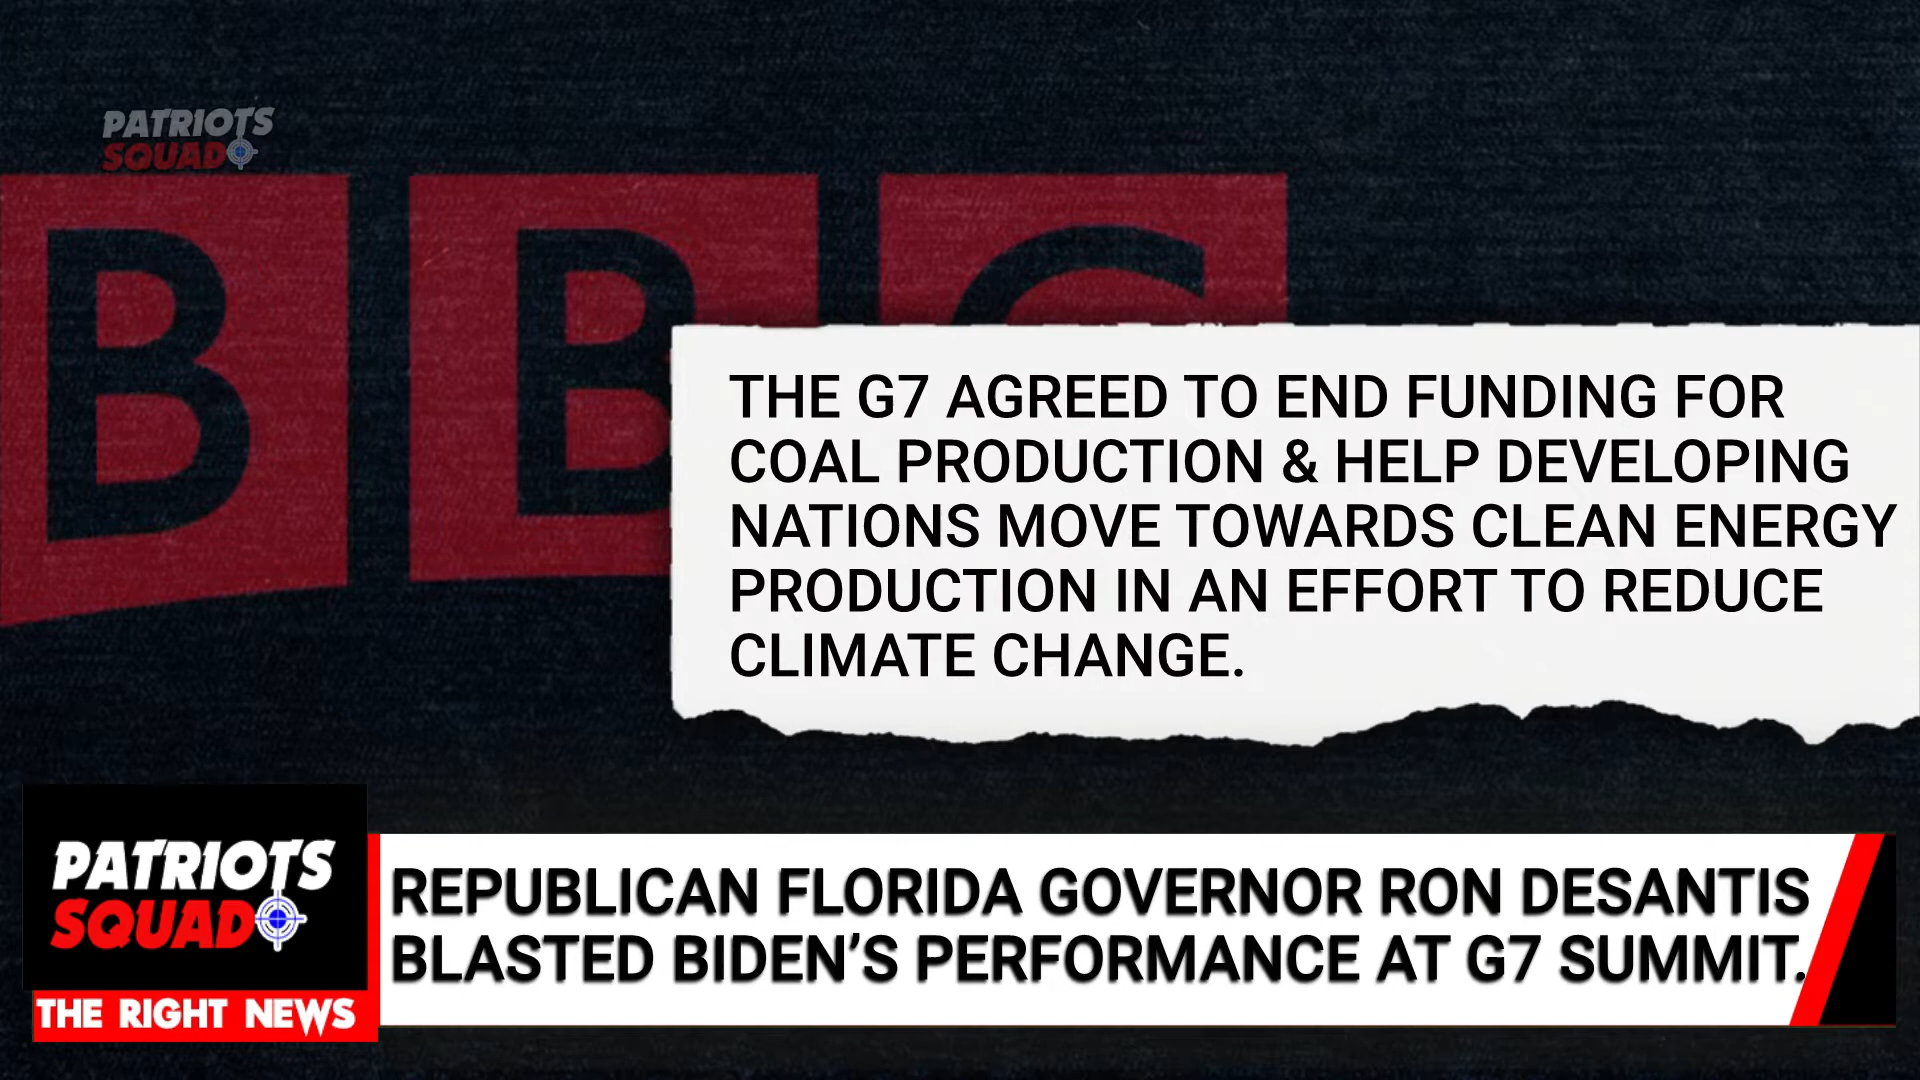 PATRIOTS
SQUAD
B B C
THE G7 AGREED TO END FUNDING FOR
COAL PRODUCTION & HELP DEVELOPING
NATIONS MOVE TOWARDS CLEAN ENERGY
PRODUCTION IN AN EFFORT TO REDUCE
CLIMATE CHANGE.
PATRIOTS
SQUAD
THE RIGHT NEWS
REPUBLICAN FLORIDA GOVERNOR RON DESANTIS
BLASTED BIDEN’S PERFORMANCE AT G7 SUMMIT.